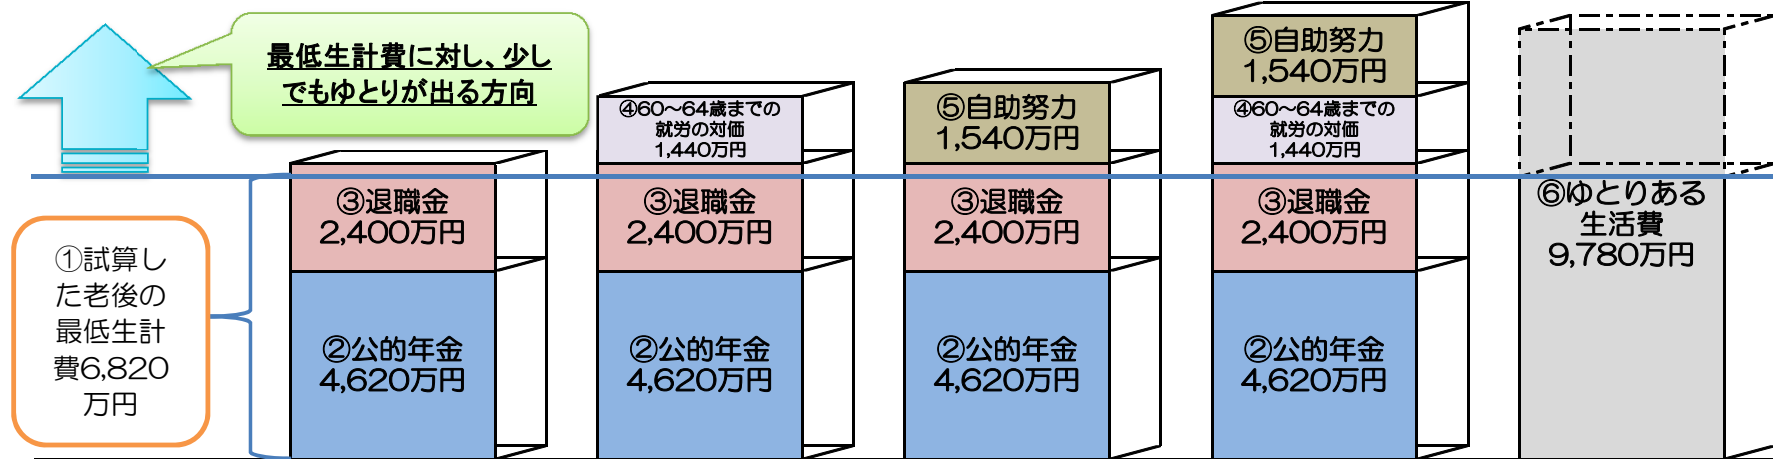 最低生計費に対し、少し
でもゆとりが出る方向
①試算し
た老後の
最低生計
費6,820
万円
③退職金
2,400万円
②公的年金
4,620万円
④60～64歳までの
就労の対価
1,440万円
③退職金
2,400万円
②公的年金
4,620万円
⑤自助努力
1,540万円
③退職金
2,400万円
②公的年金
4,620万円
⑤自助努力
1,540万円
④60～64歳までの
就労の対価
1,440万円
③退職金
2,400万円
②公的年金
4,620万円
⑥ゆとりある
生活費
9,780万円